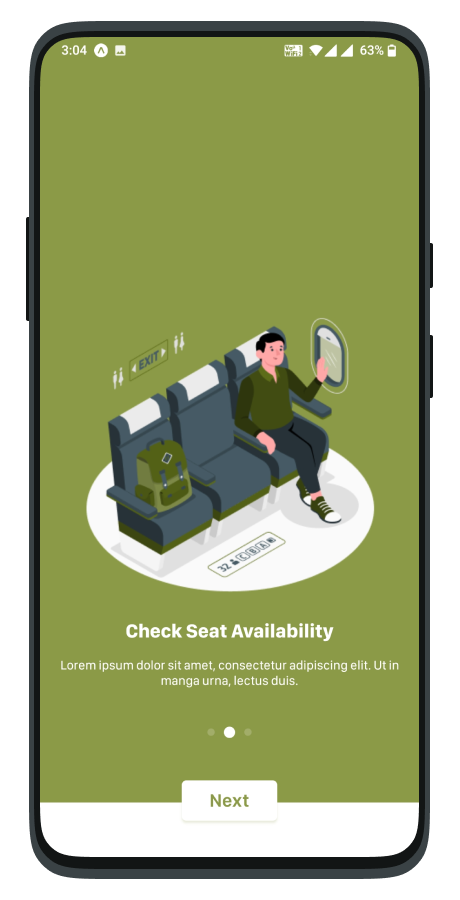 3:04
63%
EXIT
32 C B A
Check Seat Availability
Lorem ipsum dolor sit amet, consectetur adipiscing elit. Ut in
manga urna, lectus duis.
Next